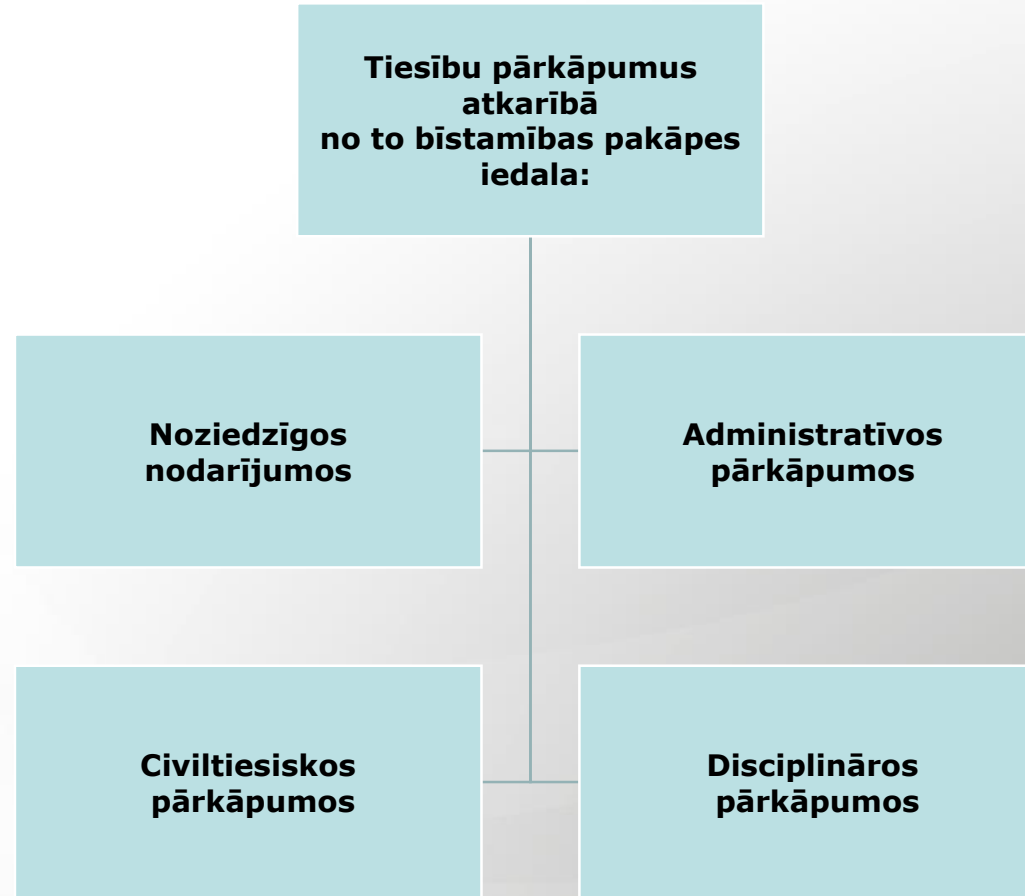 Tiesību pārkāpumus
atkarībā
no to bīstamības pakāpes
iedala:
Noziedzīgos
nodarījumos
Administratīvos
pārkāpumos
Civiltiesiskos
pārkāpumos
Disciplināros
pārkāpumos